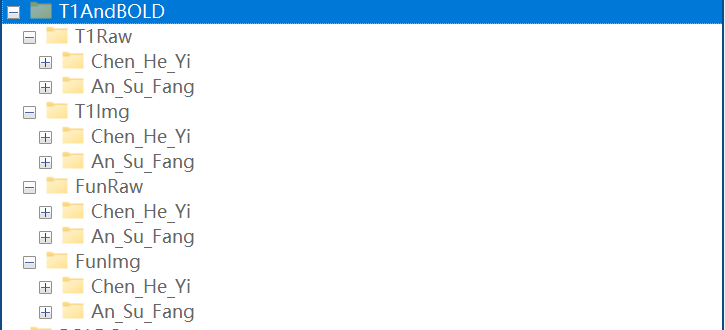 T1AndBOLD
T1Raw
Chen_He_Yi
An_Su_Fang
T1Img
Chen_He_Yi
An_Su_Fang
FunRaw
Chen_He_Yi
An_Su_Fang
FunImg
Chen_He_Yi
An_Su_Fang